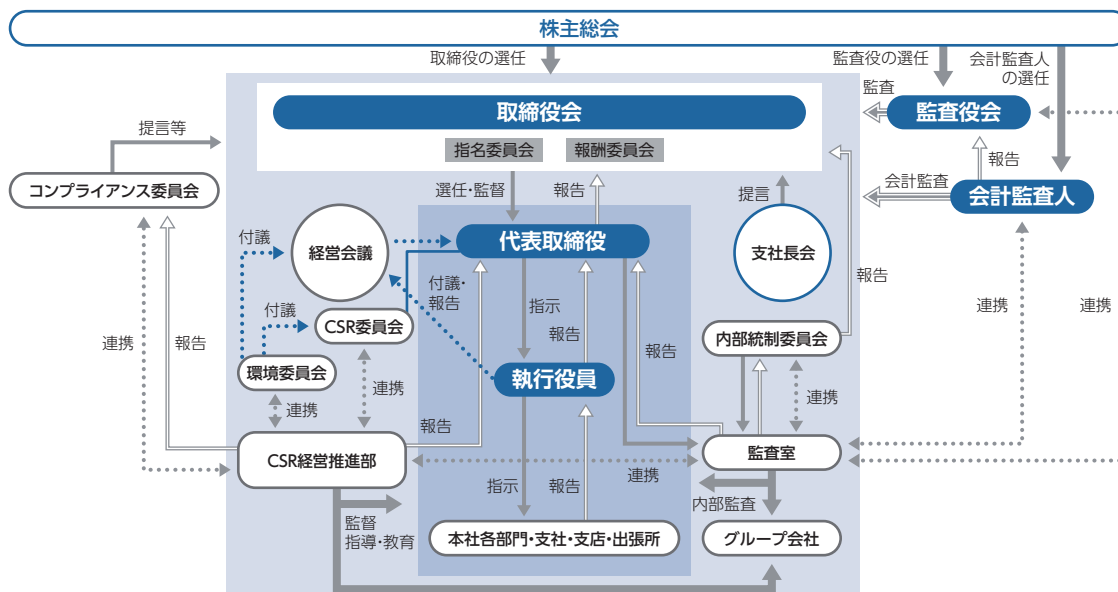 株主総会
取締役の選任
監査役の選任
会計監査人
の選任
監査
取締役会
監査役会
提言等
指名委員会
報酬委員会
報告
コンプライアンス委員会
選任・監督
報告
提言
会計監査
会計監査人
付議
経営会議
代表取締役
支社長会
報告
付議・
報告
付議
指示
連携
連携
CSR委員会
連携
報告
報告
報告
内部統制委員会
環境委員会
執行役員
連携
連携
連携
報告
CSR経営推進部
監査室
連携
指示
報告
内部監査
監督
指導・教育
本社各部門・支社・支店・出張所
グループ会社